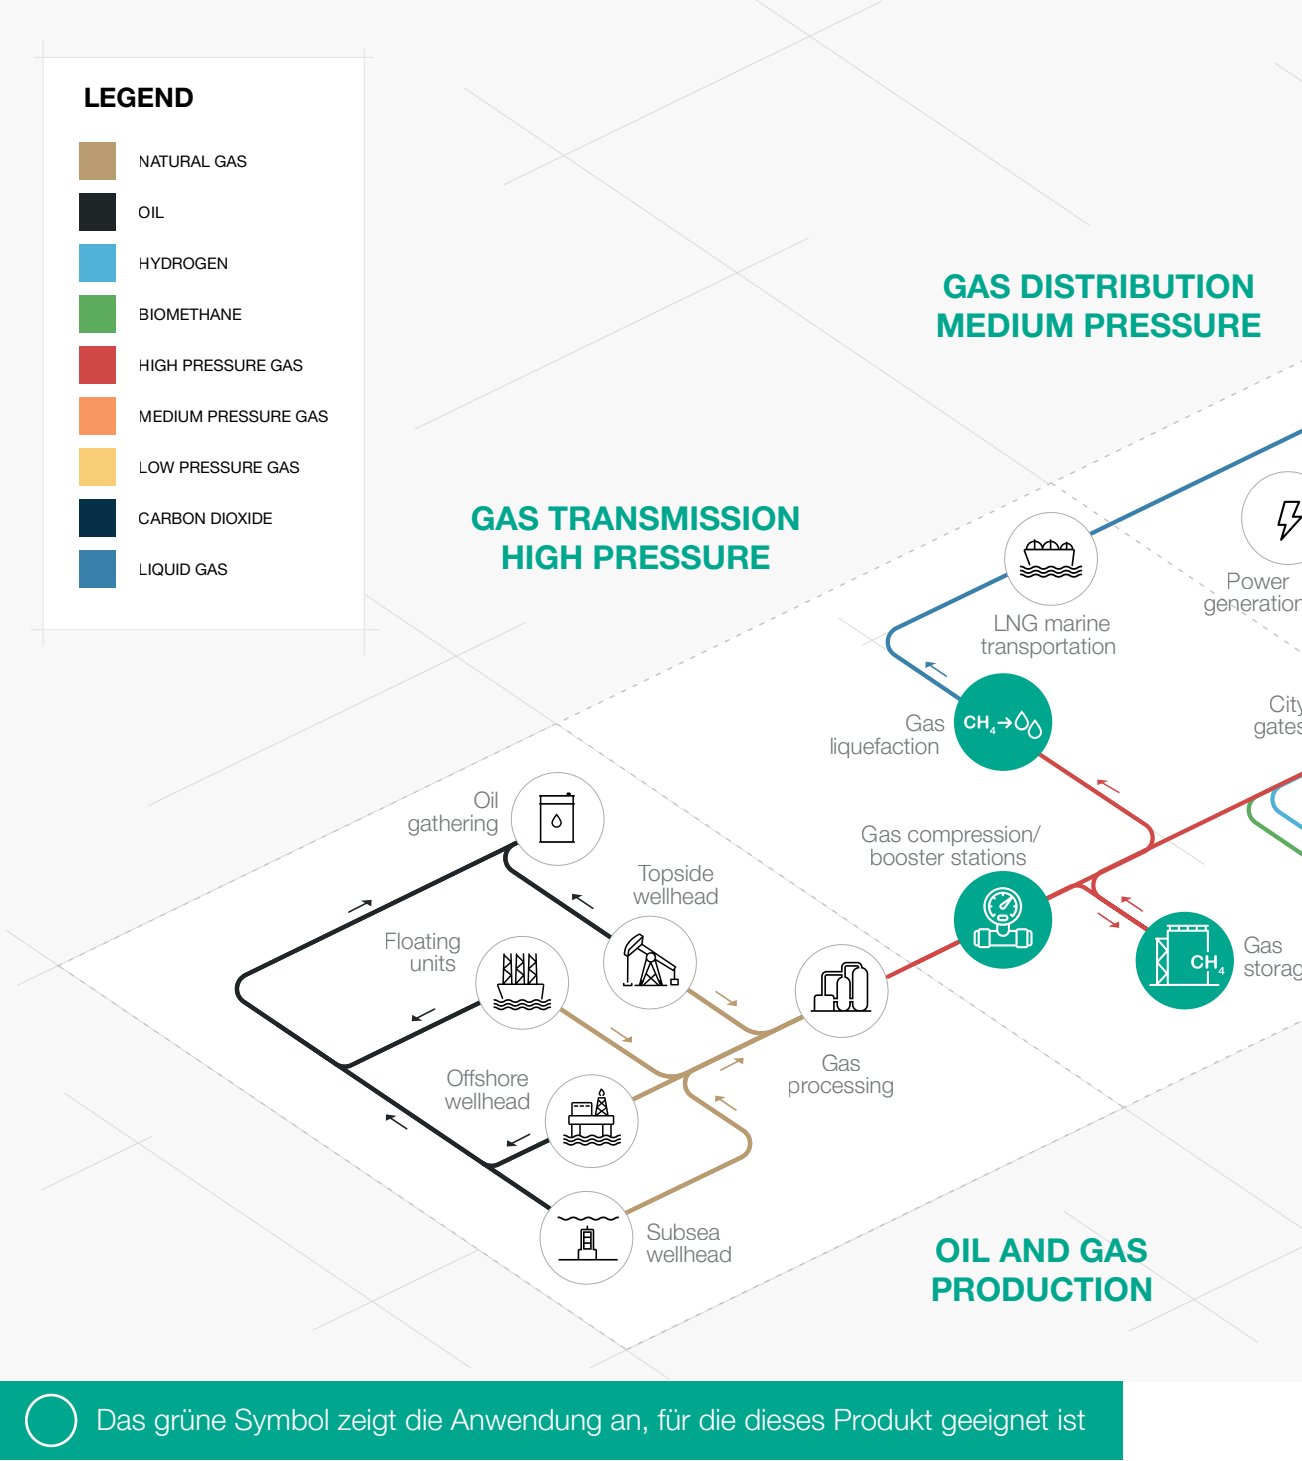 LEGEND
NATURAL GAS
OIL
HYDROGEN
BIOMETHANE
HIGH PRESSURE GAS
MEDIUM PRESSURE GAS
LOW PRESSURE GAS
CARBON DIOXIDE
LIQUID GAS
GAS DISTRIBUTION
MEDIUM PRESSURE
GAS TRANSMISSION
HIGH PRESSURE
Power
generation
LNG marine
transportation
City
gates
Gas
liquefaction
CH4
Oil
gathering
Gas compression/
booster stations
Topside
wellhead
Floating
units
Gas
storag
CH4
Gas
processing
Offshore
wellhead
Subsea
wellhead
OIL AND GAS
PRODUCTION
Das grüne Symbol zeigt die Anwendung an, für die dieses Produkt geeignet ist